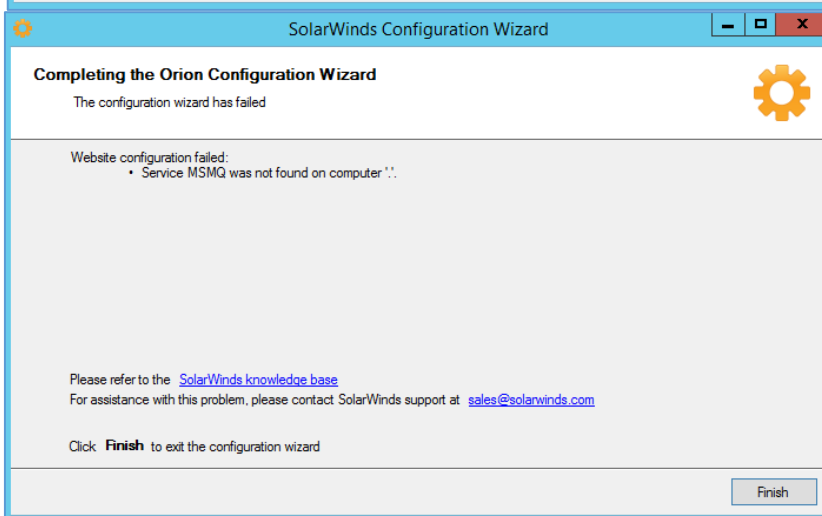 SolarWinds Configuration Wizard
Completing the Orion Configuration Wizard
The configuration wizard has failed
Website configuration failed:
• Service MSMQ was not found on computer '.'.
Please refer to the SolarWinds knowledge base
For assistance with this problem, please contact SolarWinds support at sales@solarwinds.com
Click Finish to exit the configuration wizard
Finish